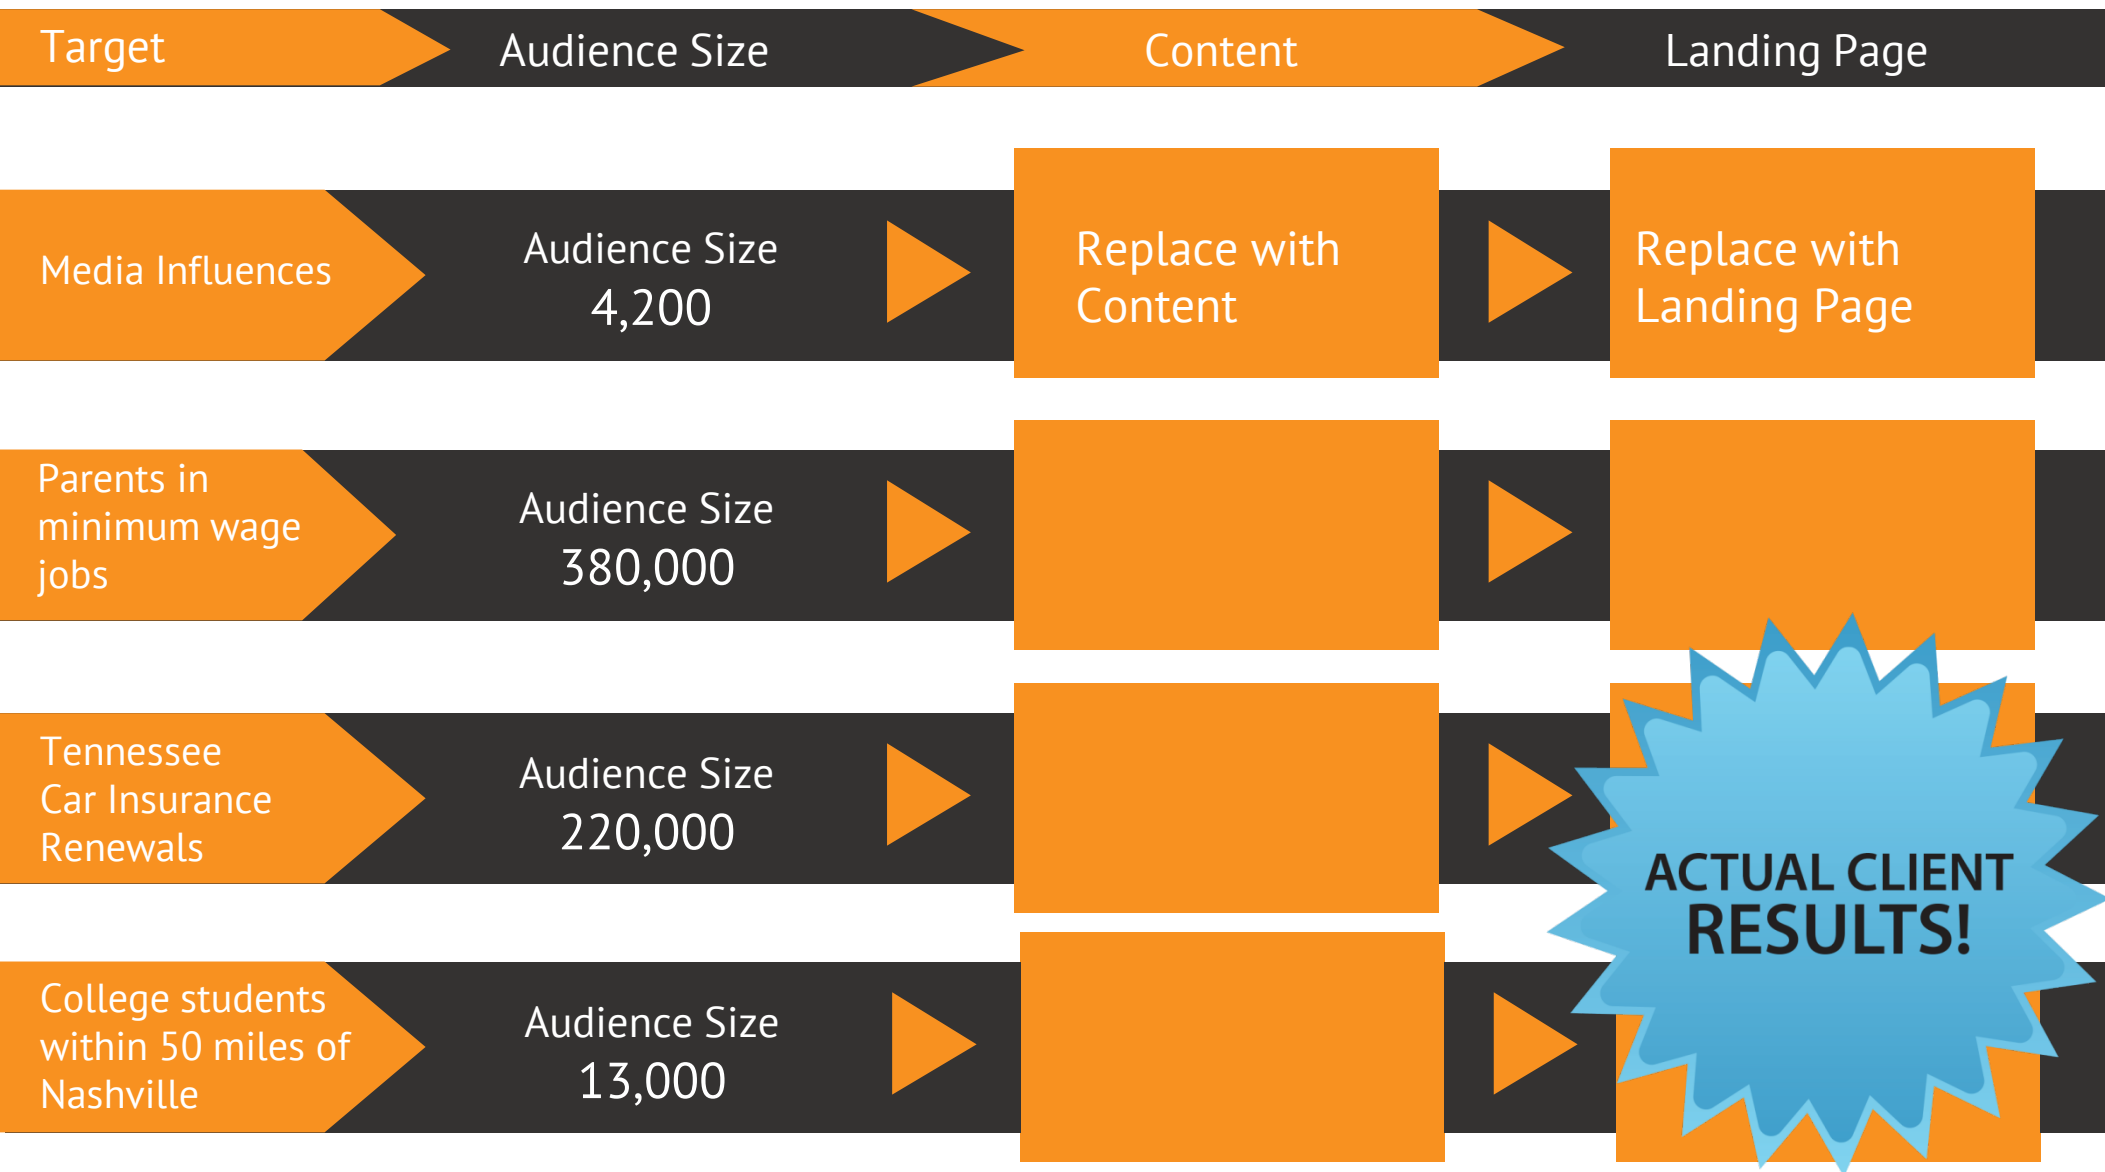 Target
Audience Size
Content
Landing Page
Media Influences
Audience Size
4,200
Replace with
Content
Replace with
Landing Page
Parents in
minimum wage
jobs
Audience Size
380,000
Tennessee
Car Insurance
Renewals
Audience Size
220,000
ACTUAL CLIENT
RESULTS!
College students
within 50 miles of
Nashville
Audience Size
13,000